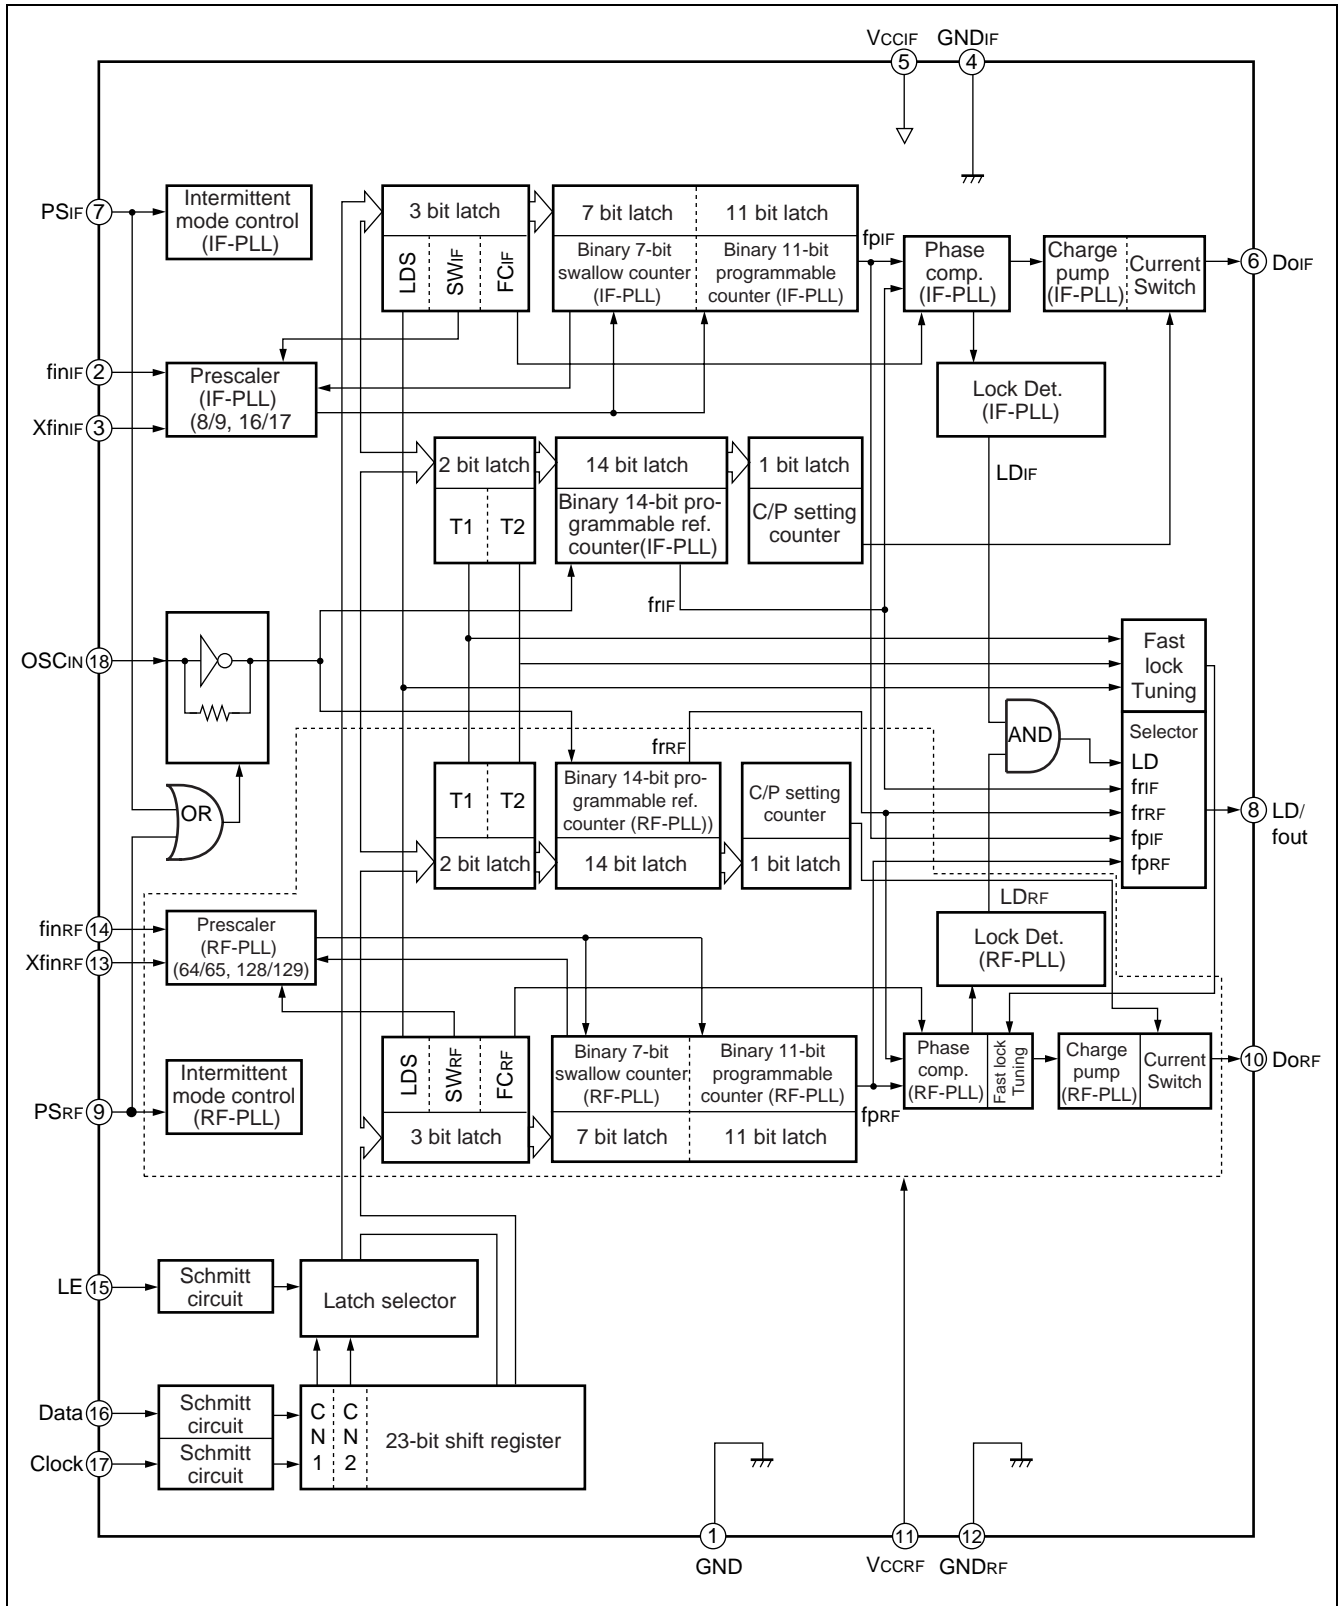 VCCIF
GNDIF
5
4
PSIF
7
Intermittent
mode control
(IF-PLL)
3 bit latch
LDS
SWIF
FCIF
7 bit latch
11 bit latch
Binary 7-bit
swallow counter
(IF-PLL)
Binary 11-bit
programmable
counter (IF-PLL)
fpIF
Phase
comp.
(IF-PLL)
Charge
pump
(IF-PLL)
Current
Switch
6
DoIF
finIF
2
XfinIF
3
Prescaler
(IF-PLL)
(8/9, 16/17
Lock Det.
(IF-PLL)
LDIF
2 bit latch
T1
T2
14 bit latch
Binary 14-bit pro-
grammable ref.
counter(IF-PLL)
1 bit latch
C/P setting
counter
frIF
OSCIN
18
Fast
lock
Tuning
OR
AND
Selector
LD
frIF
frRF
fpIF
fpRF
8
LD/
fout
frRF
T1
T2
2 bit latch
Binary 14-bit pro-
grammable ref.
counter (RF-PLL))
14 bit latch
C/P setting
counter
1 bit latch
LDRF
Lock Det.
(RF-PLL)
finRF
14
XfinRF
13
Prescaler
(RF-PLL)
(64/65, 128/129)
LDS
SWRF
FCRF
3 bit latch
Binary 7-bit
swallow counter
(RF-PLL)
Binary 11-bit
programmable
counter (RF-PLL)
7 bit latch
11 bit latch
fpRF
Phase
comp.
(RF-PLL)
Fast lock
Tuning
Charge
pump
(RF-PLL)
Current
Switch
10
DoRF
PSRF
9
Intermittent
mode control
(RF-PLL)
LE
15
Schmitt
circuit
Latch selector
Data
16
Schmitt
circuit
Clock
17
Schmitt
circuit
C
N
1
C
N
2
23-bit shift register
1
GND
11
VCCRF
12
GNDRF